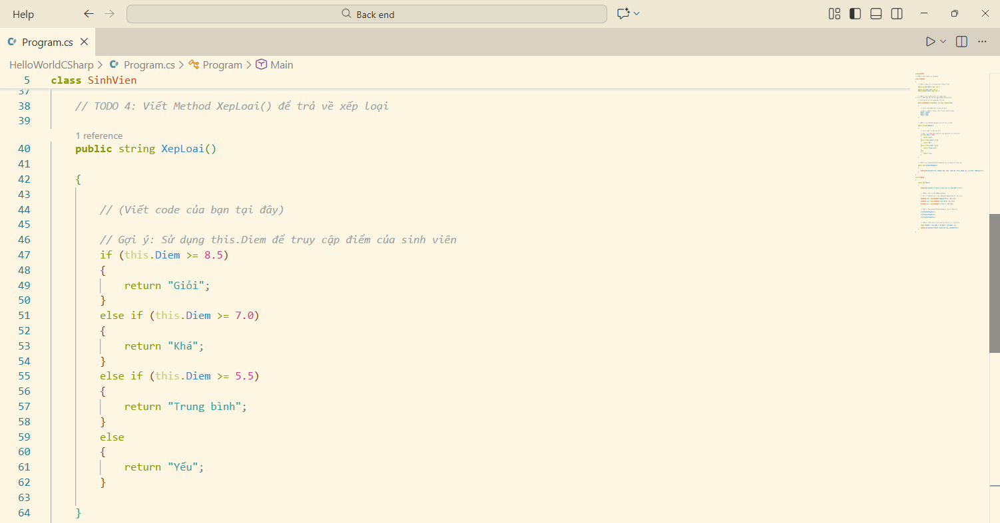 Help
Back end
Program.cs
HelloWorldCSharp > Program.cs > Program > Main
5 class SinhVien
37
38 // TODO 4: Viết Method XepLoai() để trả về xếp loại
39
1 reference
40 public string XepLoai()
41
42 {
43
44 // (Viết code của bạn tại đây)
45
46 // Gợi ý: Sử dụng this.Diem để truy cập điểm của sinh viên
47 if (this.Diem >= 8.5)
48 {
49 return "Giỏi";
50 }
51 else if (this.Diem >= 7.0)
52 {
53 return "Khá";
54 }
55 else if (this.Diem >= 5.5)
56 {
57 return "Trung bình";
58 }
59 else
60 {
61 return "Yếu";
62 }
63
64 }